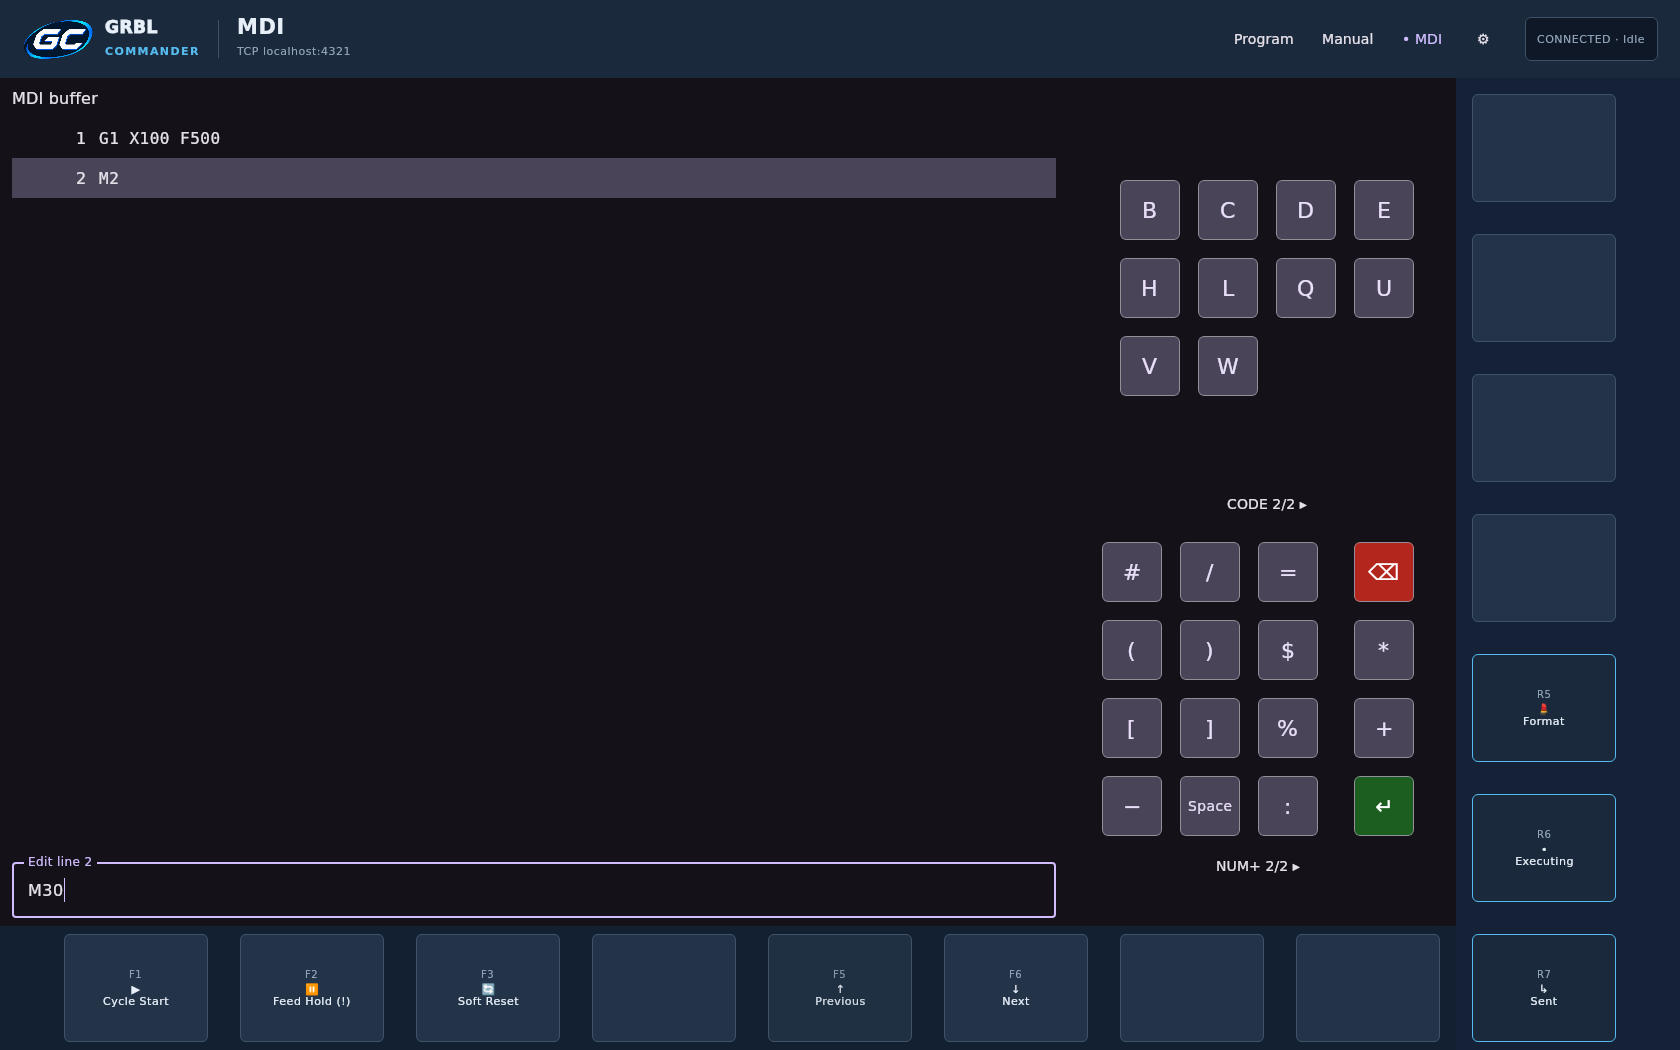 GC GRBL
COMMANDER
MDI
TCP localhost:4321
Program Manual • MDI ⚙ CONNECTED · Idle
MDI buffer
1 G1 X100 F500
2 M2
B C D E
H L Q U
V W
CODE 2/2 ▸
# / = ⌫
( ) $ *
[ ] % +
− Space : ↵
NUM+ 2/2 ▸
Edit line 2
M30
R5
Format
R6
•
Executing
R7
↳
Sent
F1
▶
Cycle Start
F2
⏸
Feed Hold (!)
F3
🔄
Soft Reset
F5
↑
Previous
F6
↓
Next